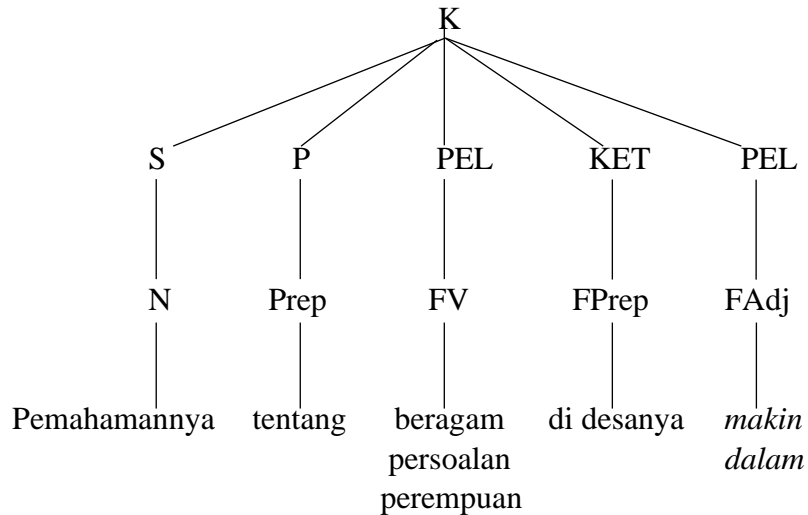 K
S P PEL KET PEL
N Prep FV FPrep FAdj
Pemahamannya tentang beragam di desanya makin
persoalan dalam
perempuan